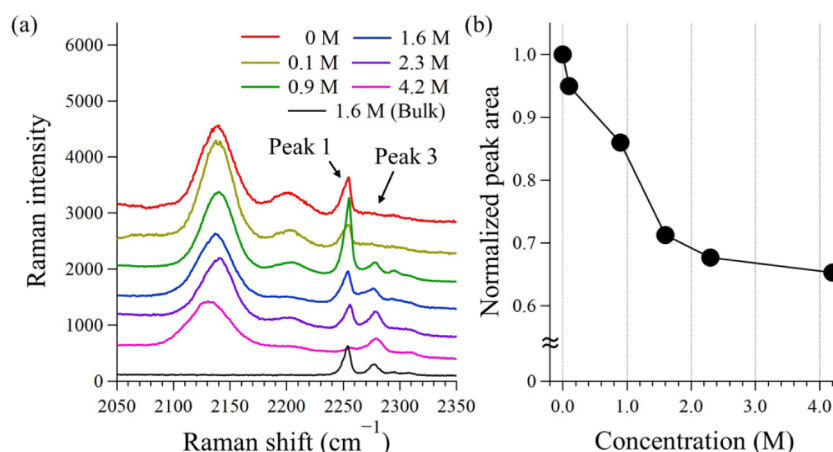 (a)
6000
5000
4000
3000
2000
1000
0
Raman intensity
0 M
0.1 M
0.9 M
1.6 M
2.3 M
4.2 M
1.6 M (Bulk)
Peak 1
Peak 3
2050
2100
2150
2200
2250
2300
2350
Raman shift (cm⁻¹)
(b)
1.0
0.9
0.8
0.7
0.6
0
Normalized peak area
0.0
1.0
2.0
3.0
4.0
Concentration (M)